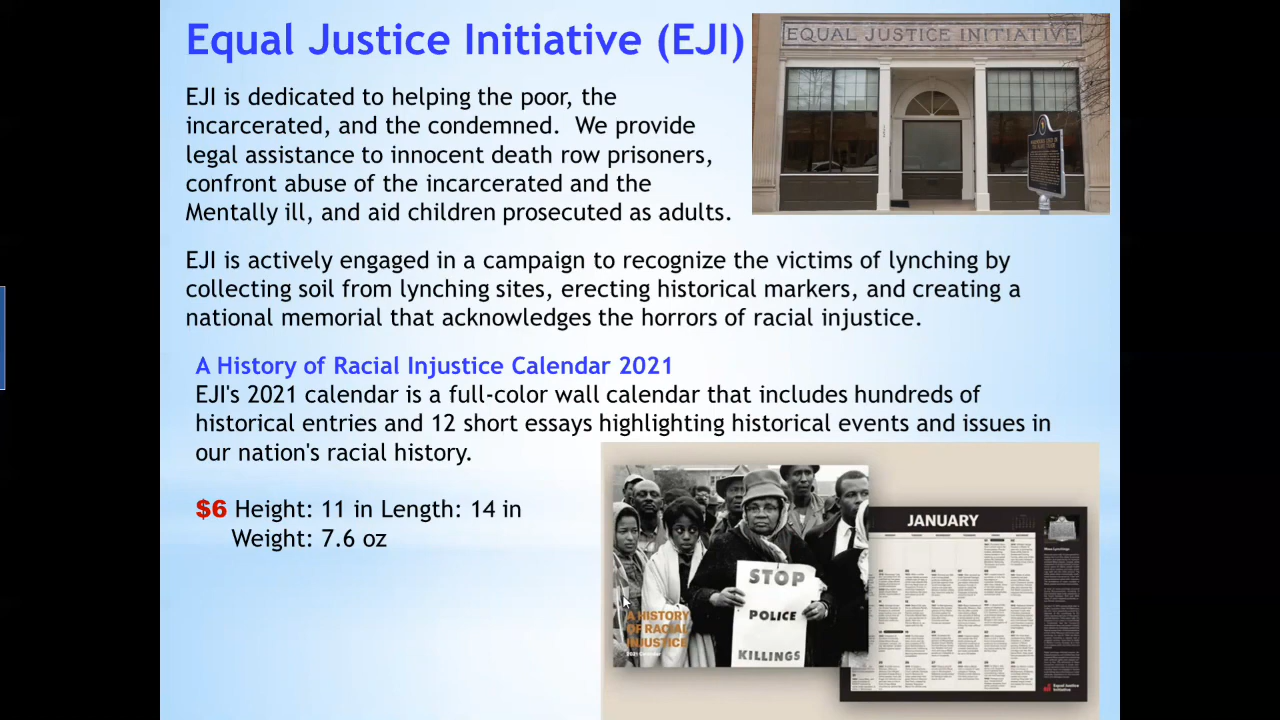 Equal Justice Initiative (EJI)
EQUAL JUSTICE INITIATIVE
EJI is dedicated to helping the poor, the
incarcerated, and the condemned.  We provide
legal assistance to innocent death row prisoners,
confront abuse of the incarcerated and the
Mentally ill, and aid children prosecuted as adults.
EJI is actively engaged in a campaign to recognize the victims of lynching by
collecting soil from lynching sites, erecting historical markers, and creating a
national memorial that acknowledges the horrors of racial injustice.
A History of Racial Injustice Calendar 2021
EJI's 2021 calendar is a full-color wall calendar that includes hundreds of
historical entries and 12 short essays highlighting historical events and issues in
our nation's racial history.
$6 Height: 11 in Length: 14 in
Weight: 7.6 oz
STOP
POLICE
KILLINGS
A HISTORY
OF RACIAL
INJUSTICE
JANUARY
Equal Justice
Initiative